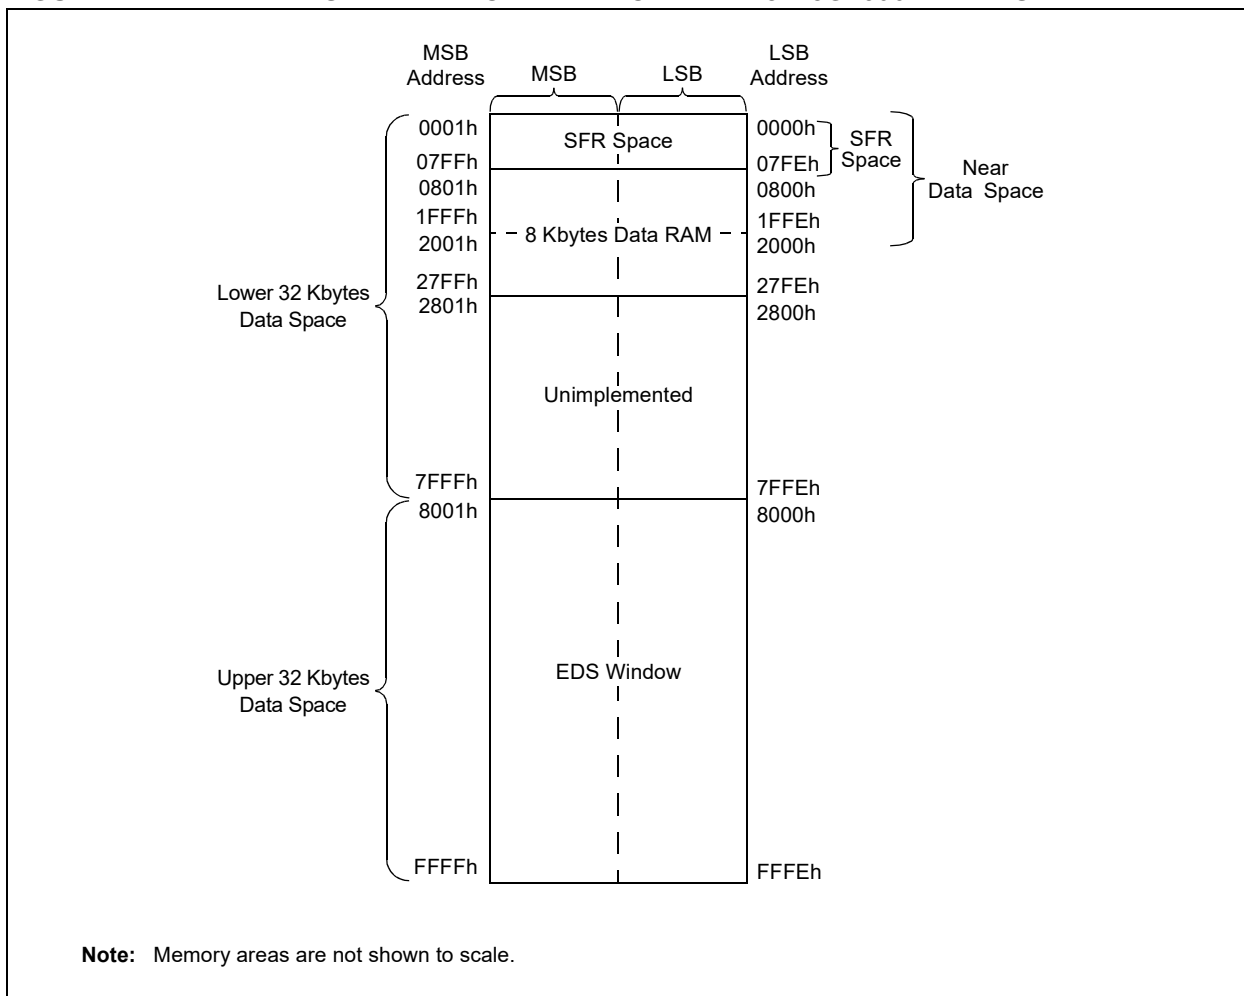 MSB
Address
MSB
LSB
LSB
Address
0001h
SFR Space
0000h
SFR
Space
07FFh
07FEh
Near
Data Space
0801h
0800h
1FFFh
1FFEh
8 Kbytes Data RAM
2001h
2000h
27FFh
27FEh
Lower 32 Kbytes
Data Space
2801h
2800h
Unimplemented
7FFFh
7FFEh
8001h
8000h
EDS Window
Upper 32 Kbytes
Data Space
FFFFh
FFFEh
Note: Memory areas are not shown to scale.